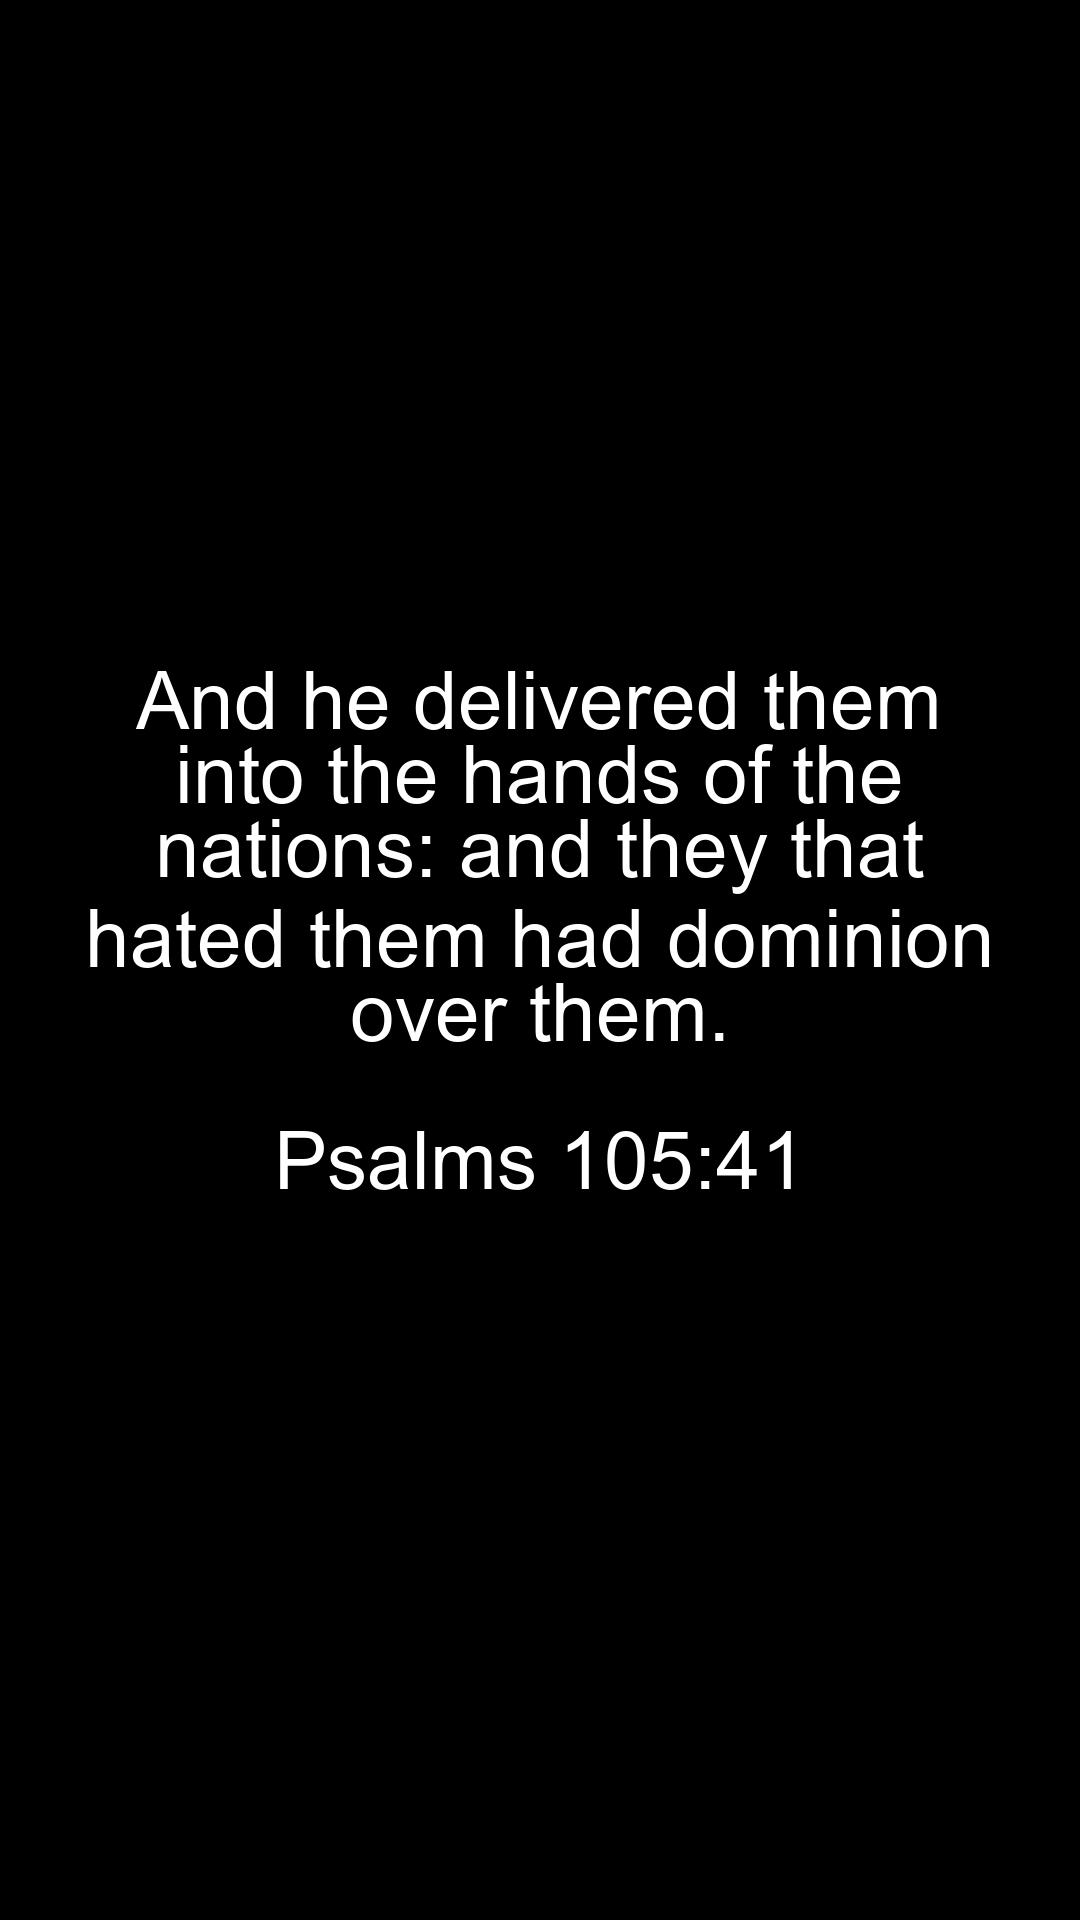 And he delivered them
into the hands of the
nations: and they that
hated them had dominion
over them.
Psalms 105:41